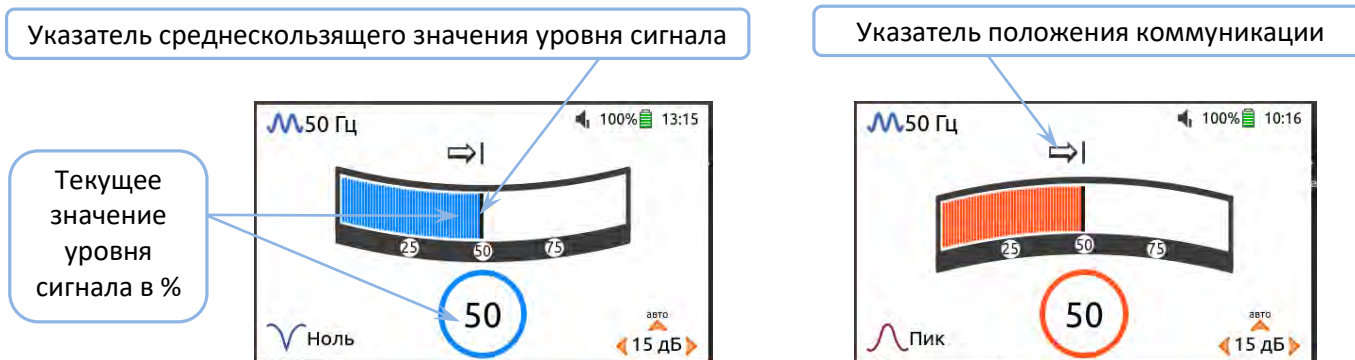 Указатель среднескользящего значения уровня сигнала
Указатель положения коммуникации
Текущее
значение
уровня
сигнала в %
50 Гц
100% 13:15
25 50 75
50
Ноль
авто
15 дБ
50 Гц
100% 10:16
25 50 75
50
Пик
авто
15 дБ